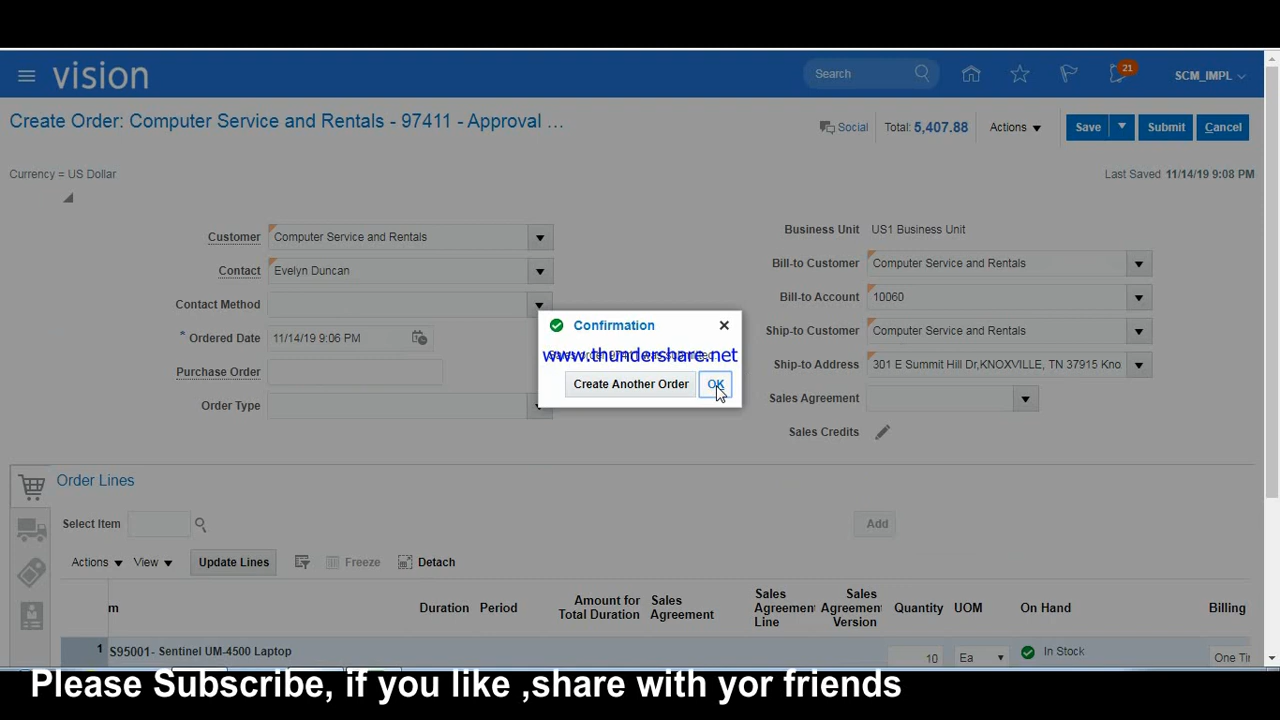 vision
Search
21
SCM_IMPL
Create Order: Computer Service and Rentals - 97411 - Approval ...
Social
Total: 5,407.88
Actions
Save
Submit
Cancel
Currency = US Dollar
Last Saved 11/14/19 9:08 PM
Customer
Computer Service and Rentals
Contact
Evelyn Duncan
Contact Method
* Ordered Date
11/14/19 9:06 PM
Purchase Order
Order Type
Business Unit
US1 Business Unit
Bill-to Customer
Computer Service and Rentals
Bill-to Account
10060
Ship-to Customer
Computer Service and Rentals
Ship-to Address
301 E Summit Hill Dr,KNOXVILLE, TN 37915 Kno
Sales Agreement
Sales Credits
Confirmation
www.thundershare.net
Create Another Order
OK
Order Lines
Select Item
Add
Actions
View
Update Lines
Freeze
Detach
m
Duration
Period
Amount for
Total Duration
Sales
Agreement
Sales
Agreement
Line
Sales
Agreement
Version
Quantity
UOM
On Hand
Billing
1
S95001- Sentinel UM-4500 Laptop
10
Ea
In Stock
One Tir
Please Subscribe, if you like ,share with yor friends